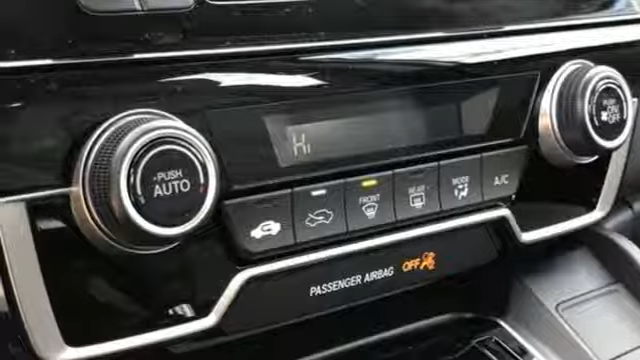 Hi
PUSH
AUTO
PUSH
ON/
OFF
FRONT
REAR
MODE
A/C
PASSENGER AIRBAG OFF